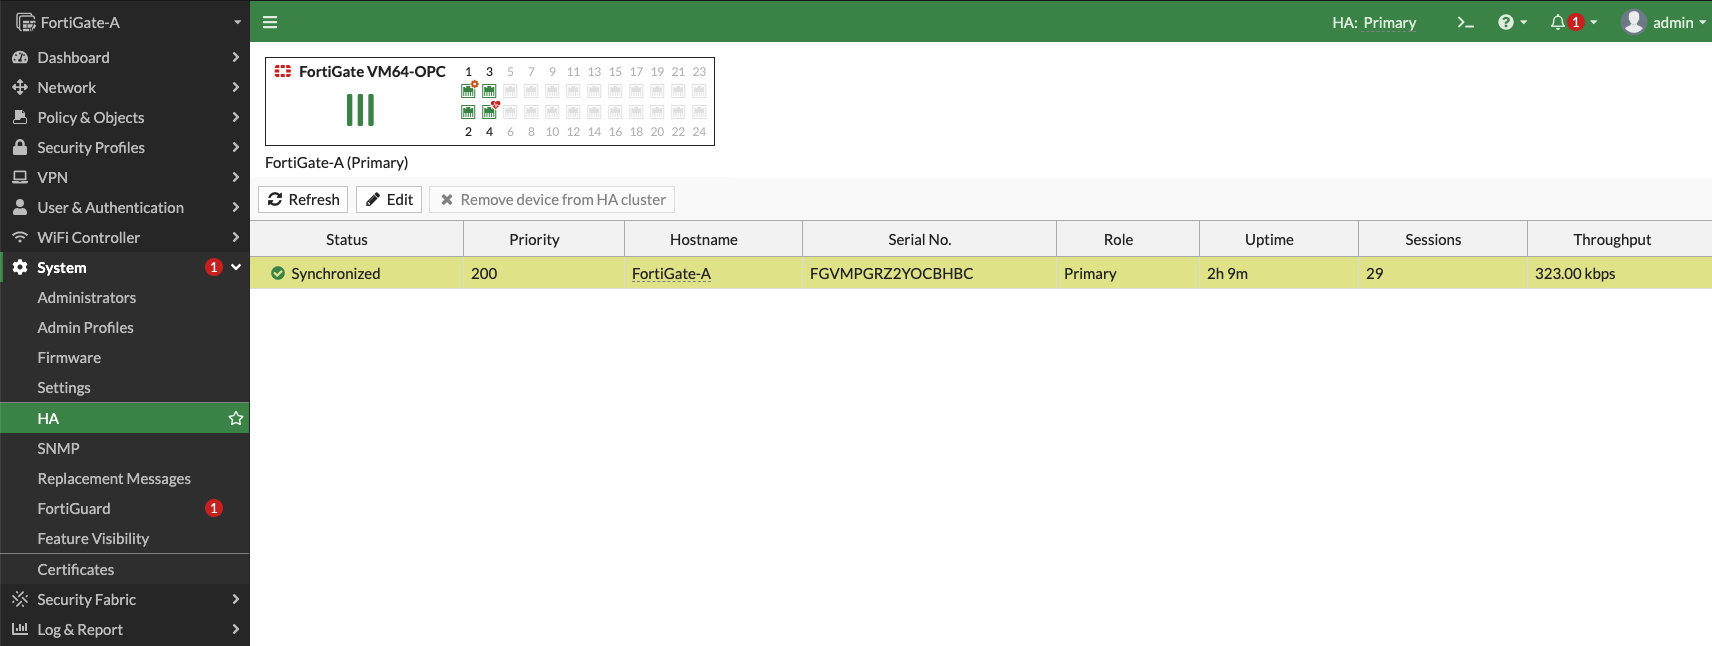 FortiGate-A
HA: Primary
1
admin
Dashboard
Network
Policy & Objects
Security Profiles
VPN
User & Authentication
WiFi Controller
System 1
Administrators
Admin Profiles
Firmware
Settings
HA
SNMP
Replacement Messages
FortiGuard 1
Feature Visibility
Certificates
Security Fabric
Log & Report
FortiGate VM64-OPC
1 3 5 7 9 11 13 15 17 19 21 23
2 4 6 8 10 12 14 16 18 20 22 24
FortiGate-A (Primary)
Refresh Edit Remove device from HA cluster
Status Priority Hostname Serial No. Role Uptime Sessions Throughput
Synchronized 200 FortiGate-A FGVMPGRZ2YOCBHBC Primary 2h 9m 29 323.00 kbps